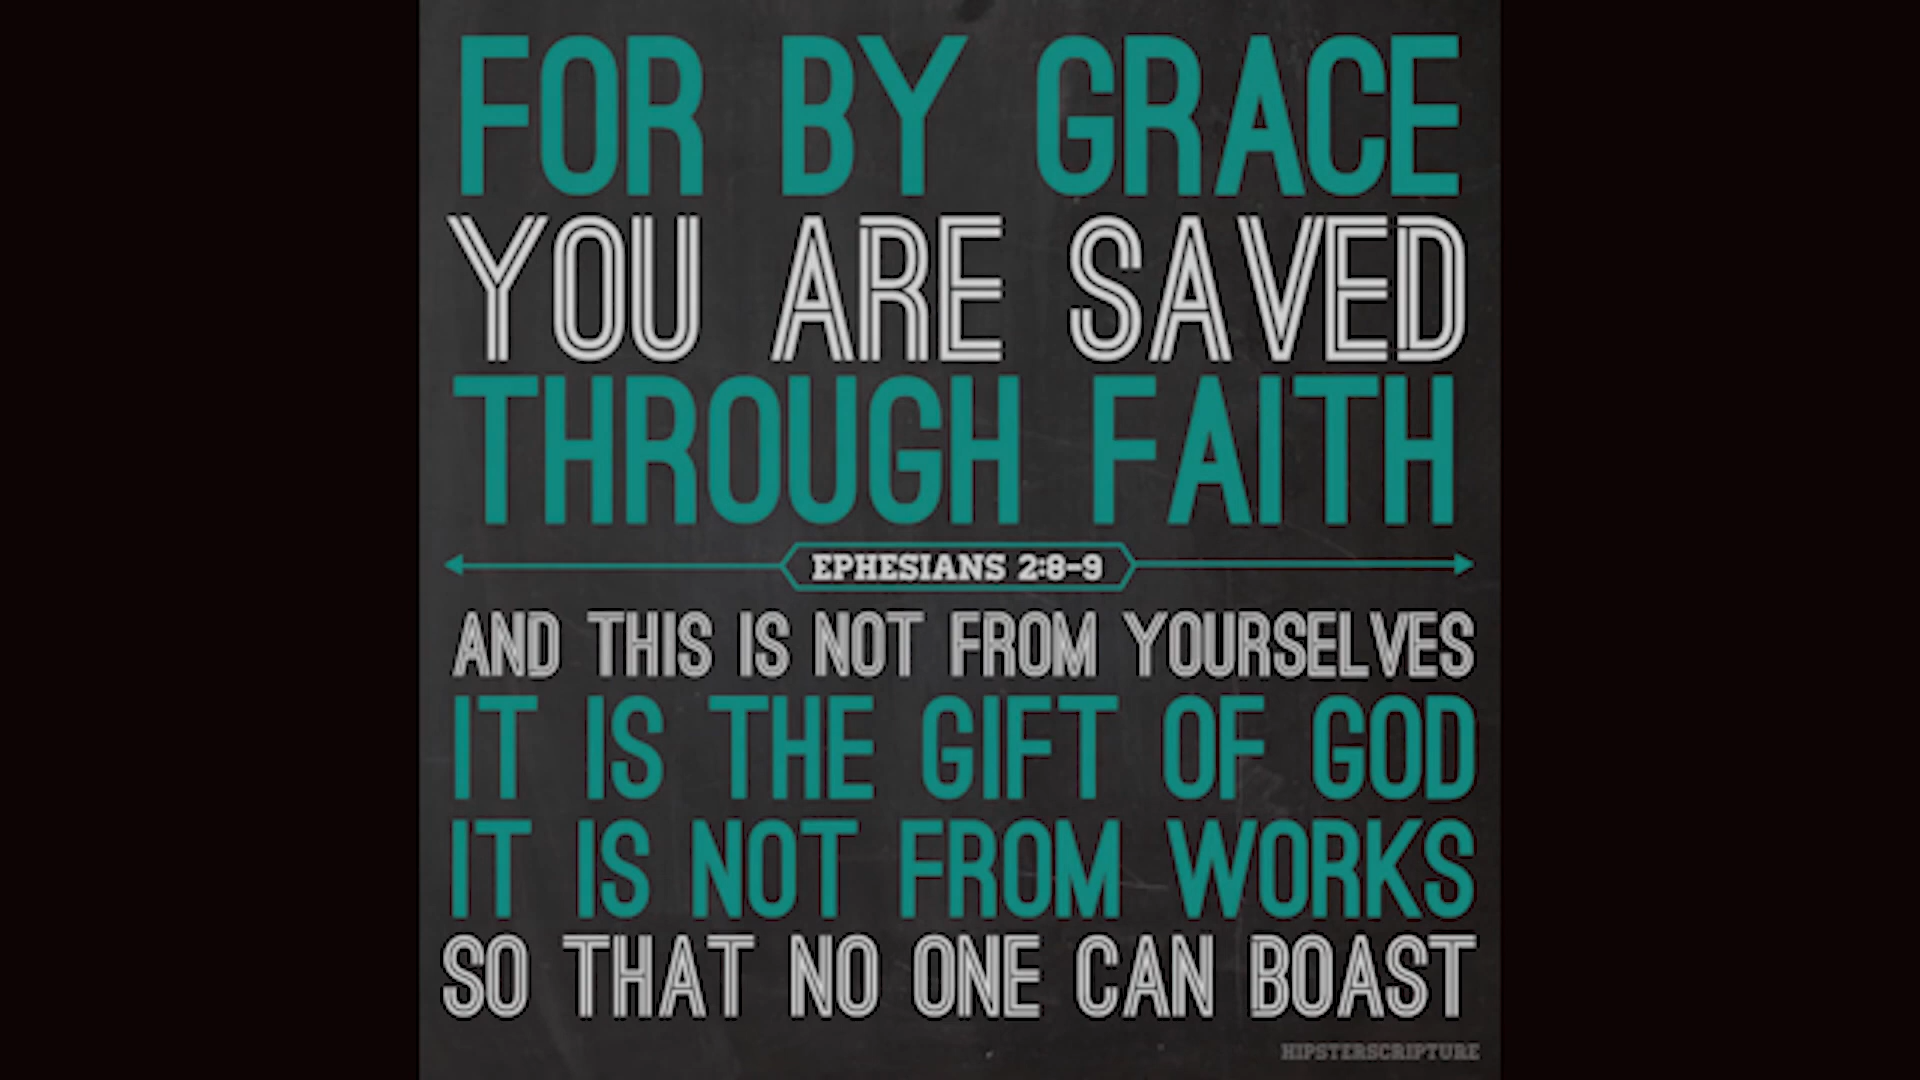 FOR BY GRACE
YOU ARE SAVED
THROUGH FAITH
EPHESIANS 2:8-9
AND THIS IS NOT FROM YOURSELVES
IT IS THE GIFT OF GOD
IT IS NOT FROM WORKS
SO THAT NO ONE CAN BOAST
HIPSTERSCRIPTURE